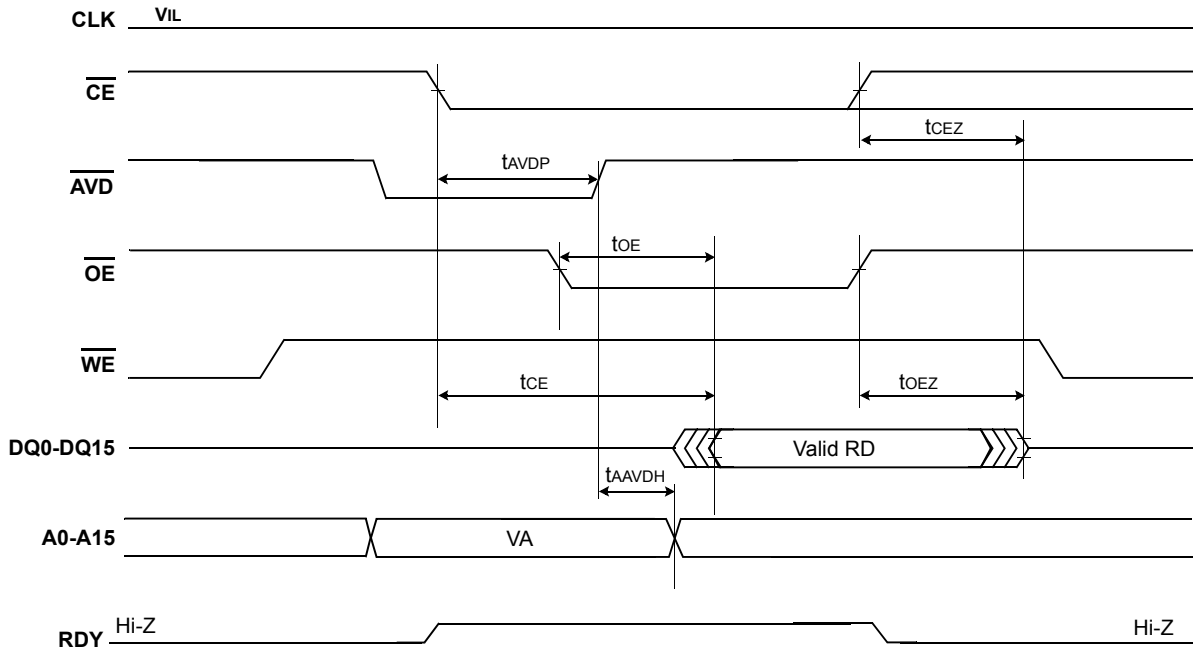 CLK VIL
CE
tCEZ
AVD tAVDP
OE tOE
WE
tCE tOEZ
DQ0-DQ15 Valid RD
tAAVDH
A0-A15 VA
RDY Hi-Z Hi-Z